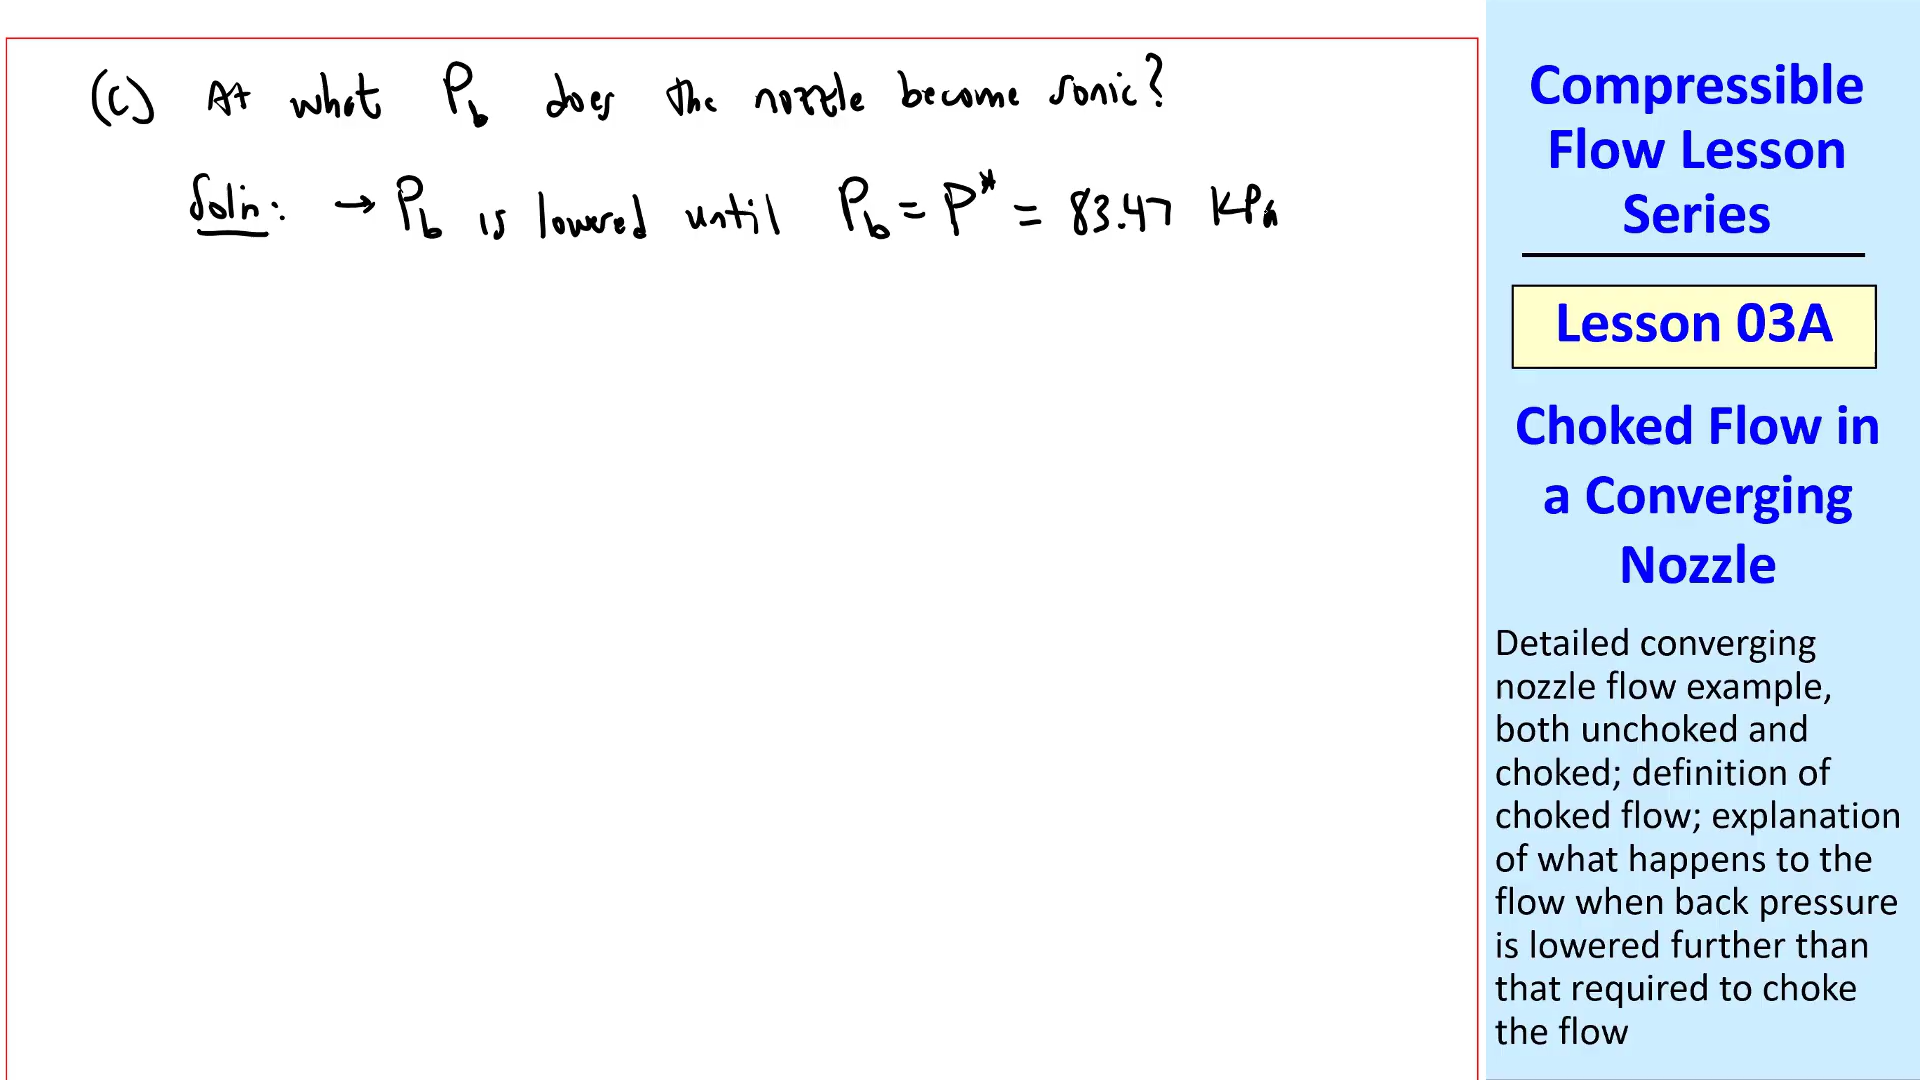 (c) At what P_b does the nozzle become sonic?
Soln: → P_b is lowered until P_b = P* = 83.47 kPa
Compressible
Flow Lesson
Series
Lesson 03A
Choked Flow in
a Converging
Nozzle
Detailed converging
nozzle flow example,
both unchoked and
choked; definition of
choked flow; explanation
of what happens to the
flow when back pressure
is lowered further than
that required to choke
the flow